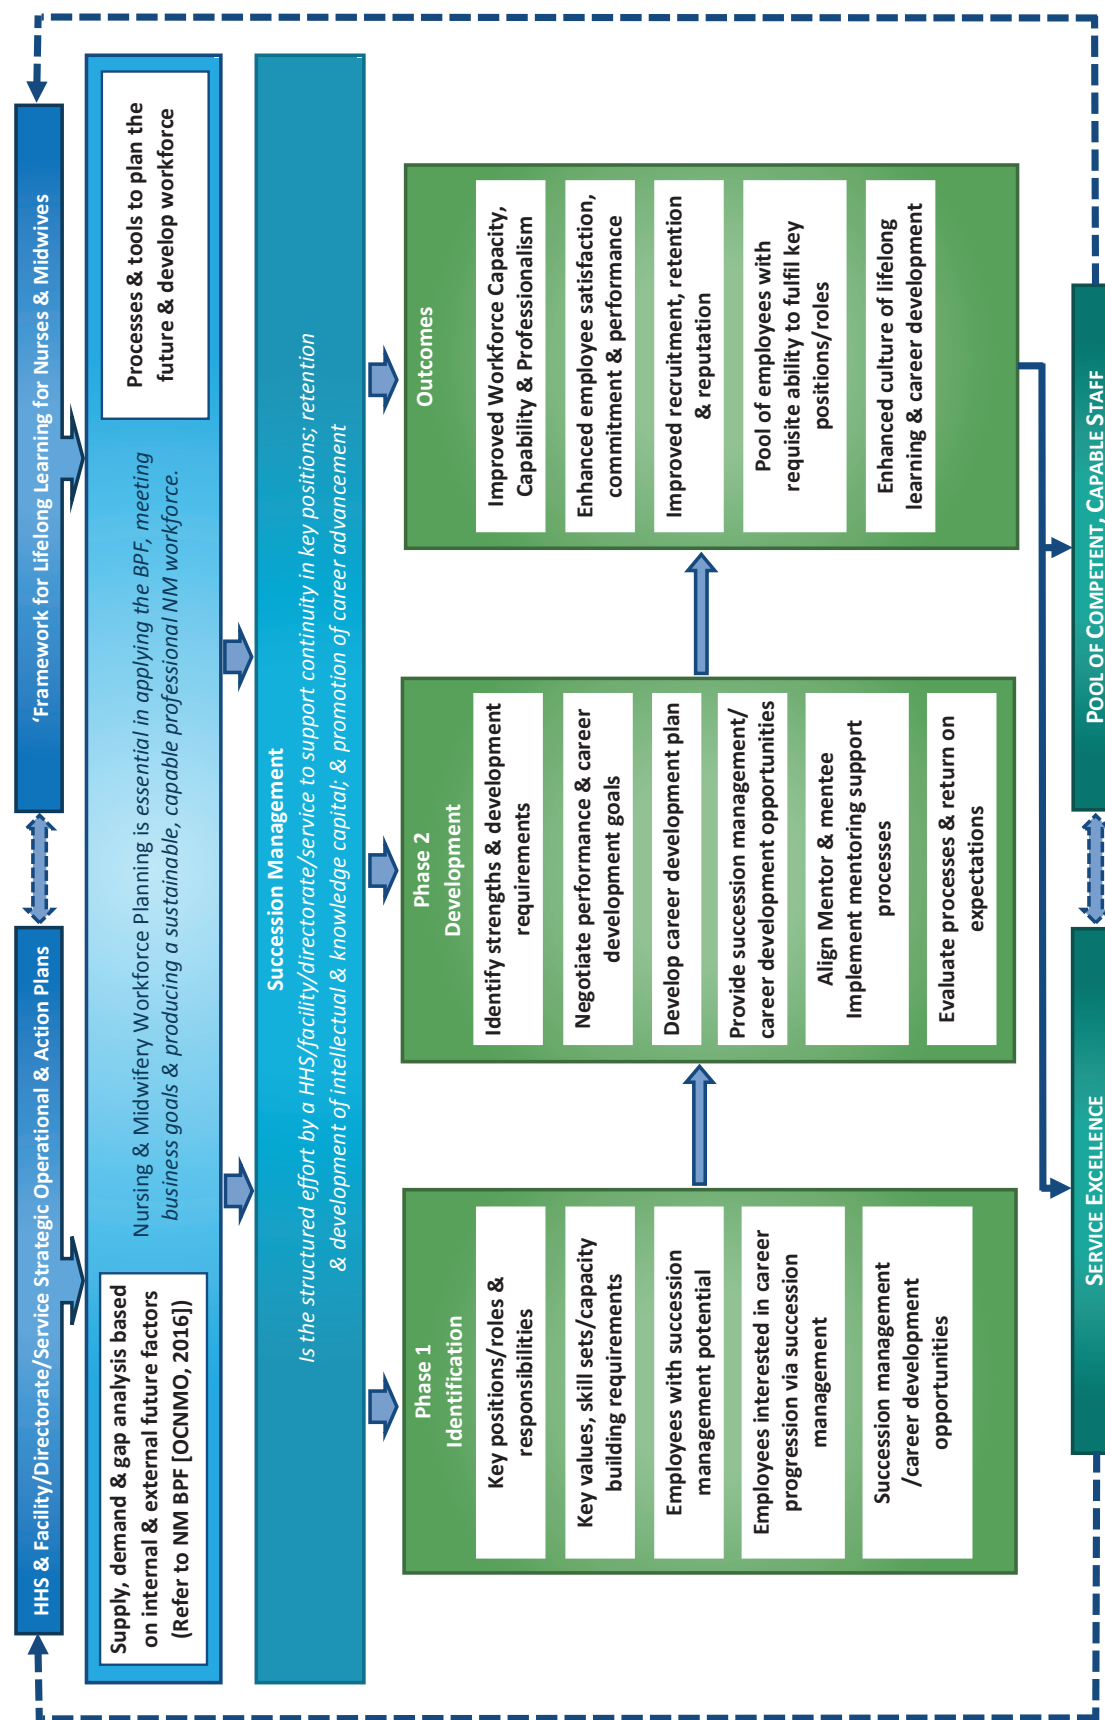 HHS & Facility/Directorate/Service Strategic Operational & Action Plans
‘Framework for Lifelong Learning for Nurses & Midwives
Supply, demand & gap analysis based
on internal & external future factors
(Refer to NM BPF [OCNMO, 2016])
Nursing & Midwifery Workforce Planning is essential in applying the BPF, meeting
business goals & producing a sustainable, capable professional NM workforce.
Processes & tools to plan the
future & develop workforce
Succession Management
Is the structured effort by a HHS/facility/directorate/service to support continuity in key positions; retention
& development of intellectual & knowledge capital; & promotion of career advancement
Phase 1
Identification
Key positions/roles &
responsibilities
Key values, skill sets/capacity
building requirements
Employees with succession
management potential
Employees interested in career
progression via succession
management
Succession management
/career development
opportunities
Phase 2
Development
Identify strengths & development
requirements
Negotiate performance & career
development goals
Develop career development plan
Provide succession management/
career development opportunities
Align Mentor & mentee
Implement mentoring support
processes
Evaluate processes & return on
expectations
Outcomes
Improved Workforce Capacity,
Capability & Professionalism
Enhanced employee satisfaction,
commitment & performance
Improved recruitment, retention
& reputation
Pool of employees with
requisite ability to fulfil key
positions/roles
Enhanced culture of lifelong
learning & career development
SERVICE EXCELLENCE
POOL OF COMPETENT, CAPABLE STAFF